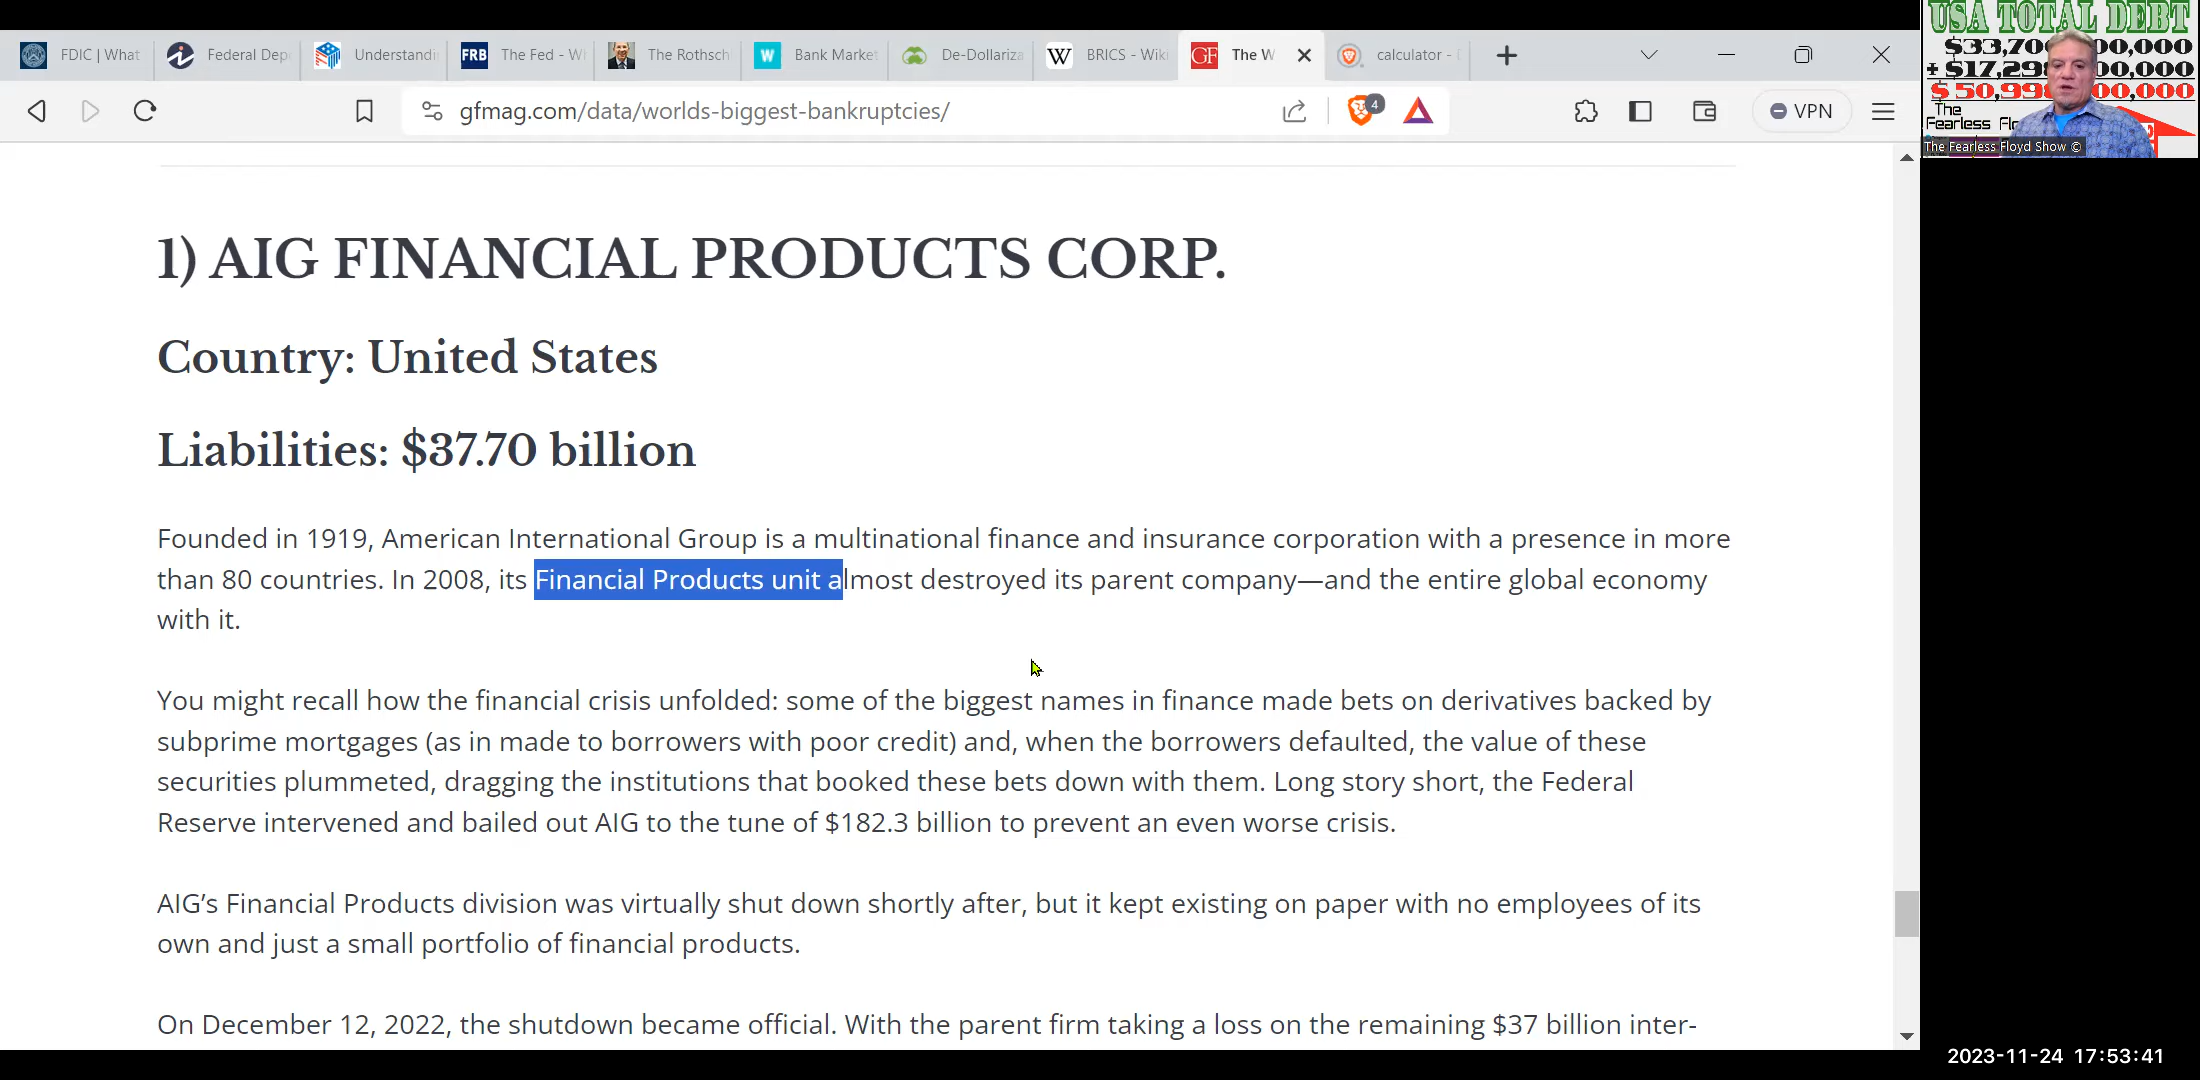 FDIC | What
Federal Dep
Understandi
FRB The Fed - W
The Rothsch
W Bank Market
De-Dollariza
W BRICS - Wiki
GF The W
calculator -
gfmag.com/data/worlds-biggest-bankruptcies/
4
VPN
USA TOTAL DEBT
The
Fearless
The Fearless Floyd Show ©
1) AIG FINANCIAL PRODUCTS CORP.
Country: United States
Liabilities: $37.70 billion
Founded in 1919, American International Group is a multinational finance and insurance corporation with a presence in more
than 80 countries. In 2008, its Financial Products unit almost destroyed its parent company—and the entire global economy
with it.
You might recall how the financial crisis unfolded: some of the biggest names in finance made bets on derivatives backed by
subprime mortgages (as in made to borrowers with poor credit) and, when the borrowers defaulted, the value of these
securities plummeted, dragging the institutions that booked these bets down with them. Long story short, the Federal
Reserve intervened and bailed out AIG to the tune of $182.3 billion to prevent an even worse crisis.
AIG’s Financial Products division was virtually shut down shortly after, but it kept existing on paper with no employees of its
own and just a small portfolio of financial products.
On December 12, 2022, the shutdown became official. With the parent firm taking a loss on the remaining $37 billion inter-
2023-11-24 17:53:41